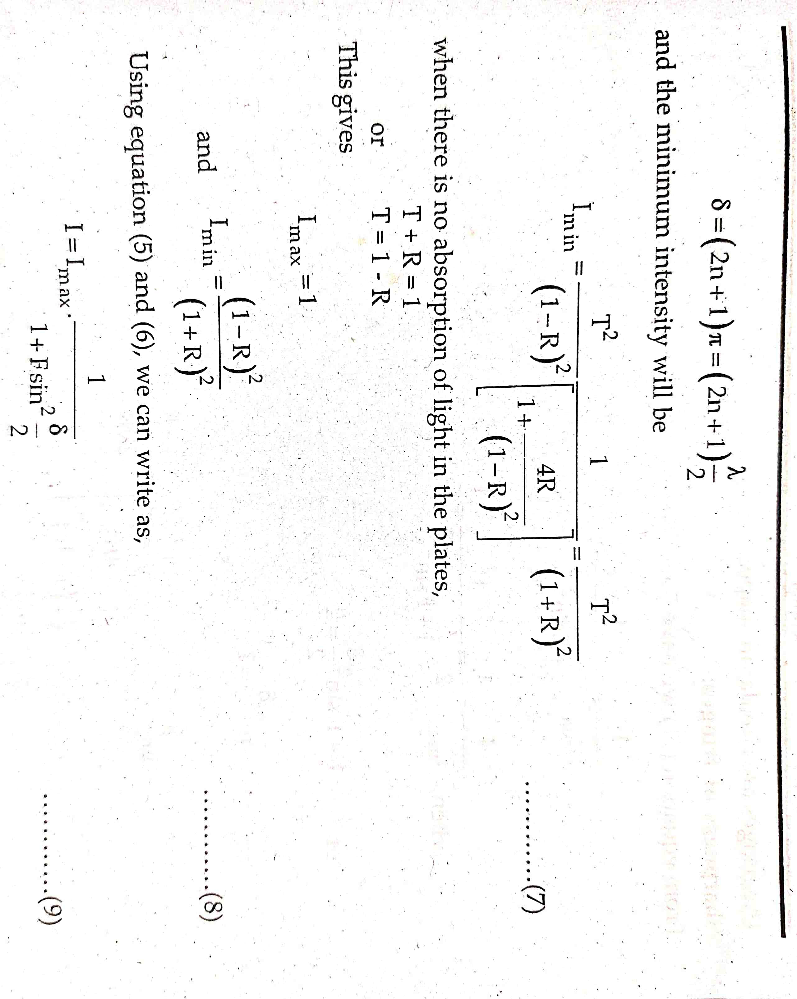 δ = (2n + 1) π = (2n + 1) λ/2
and the minimum intensity will be
I_min = T²/(1 − R)² 1/[1 + 4R/(1 − R)²] = T²/(1 + R)² ............(7)
when there is no absorption of light in the plates,
T + R = 1
or T = 1 - R
This gives
I_max = 1
and I_min = (1 − R)²/(1 + R)² ............(8)
Using equation (5) and (6), we can write as,
I = I_max . 1/(1 + F sin² δ/2) ............(9)